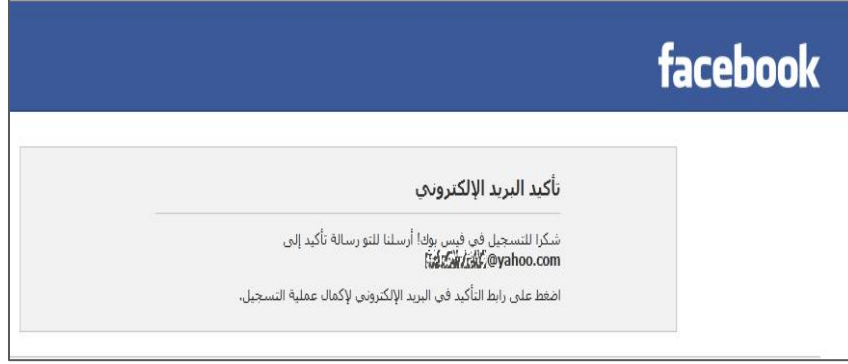 facebook
تأكيد البريد الإلكتروني
شكرا للتسجيل في فيس بوك! أرسلنا للتو رسالة تأكيد إلى
@yahoo.com
اضغط على رابط التأكيد في البريد الإلكتروني لإكمال عملية التسجيل.